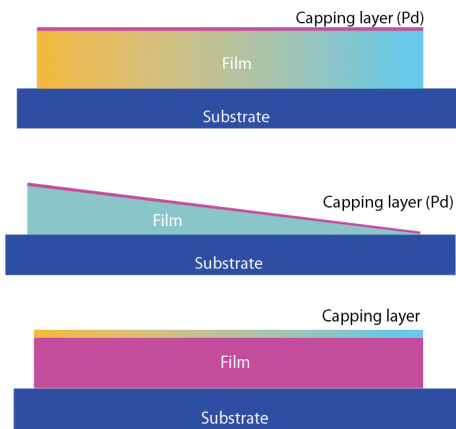 Capping layer (Pd)
Film
Substrate
Capping layer (Pd)
Film
Substrate
Capping layer
Film
Substrate